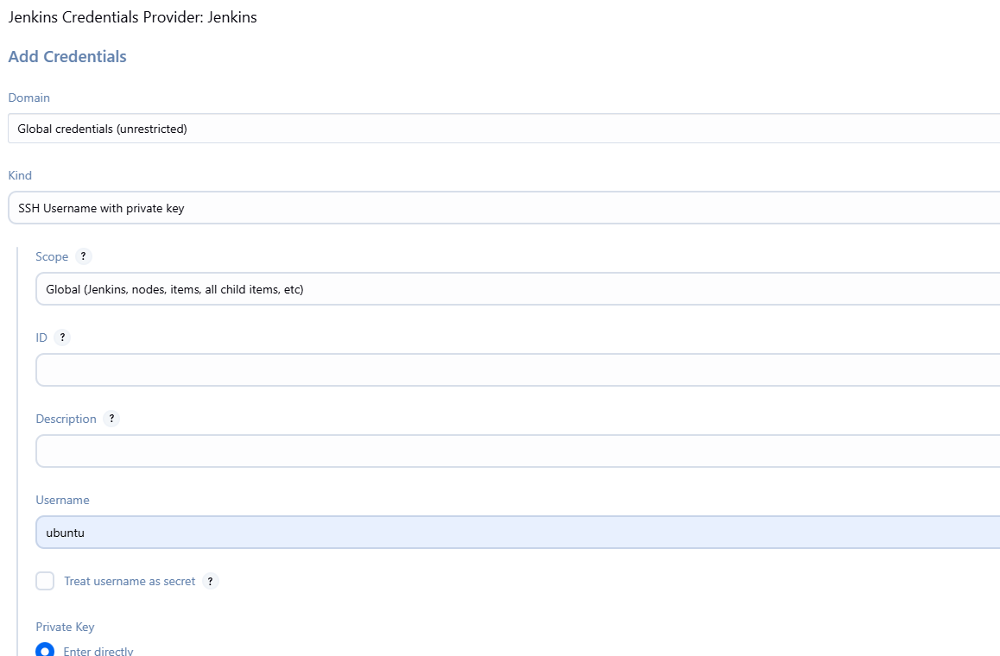 Jenkins Credentials Provider: Jenkins
Add Credentials
Domain
Global credentials (unrestricted)
Kind
SSH Username with private key
Scope ?
Global (Jenkins, nodes, items, all child items, etc)
ID ?
Description ?
Username
ubuntu
Treat username as secret ?
Private Key
Enter directly